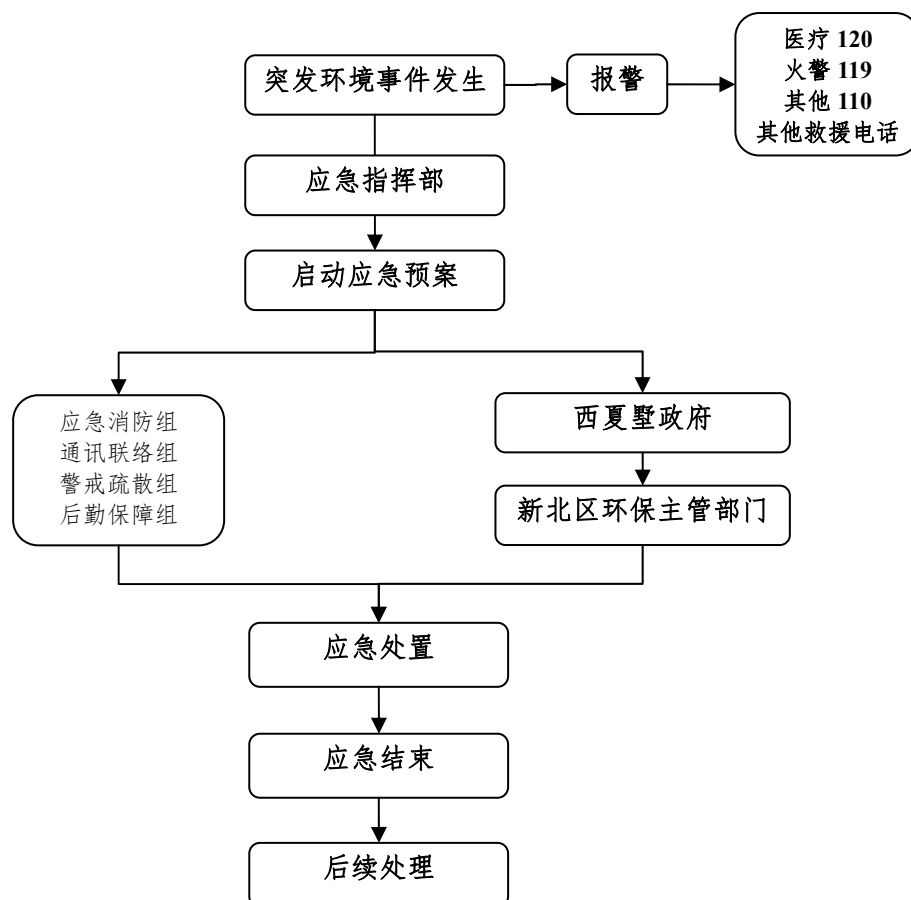 突发环境事件发生
报警
医疗 120
火警 119
其他 110
其他救援电话
应急指挥部
启动应急预案
应急消防组
通讯联络组
警戒疏散组
后勤保障组
西夏墅政府
新北区环保主管部门
应急处置
应急结束
后续处理